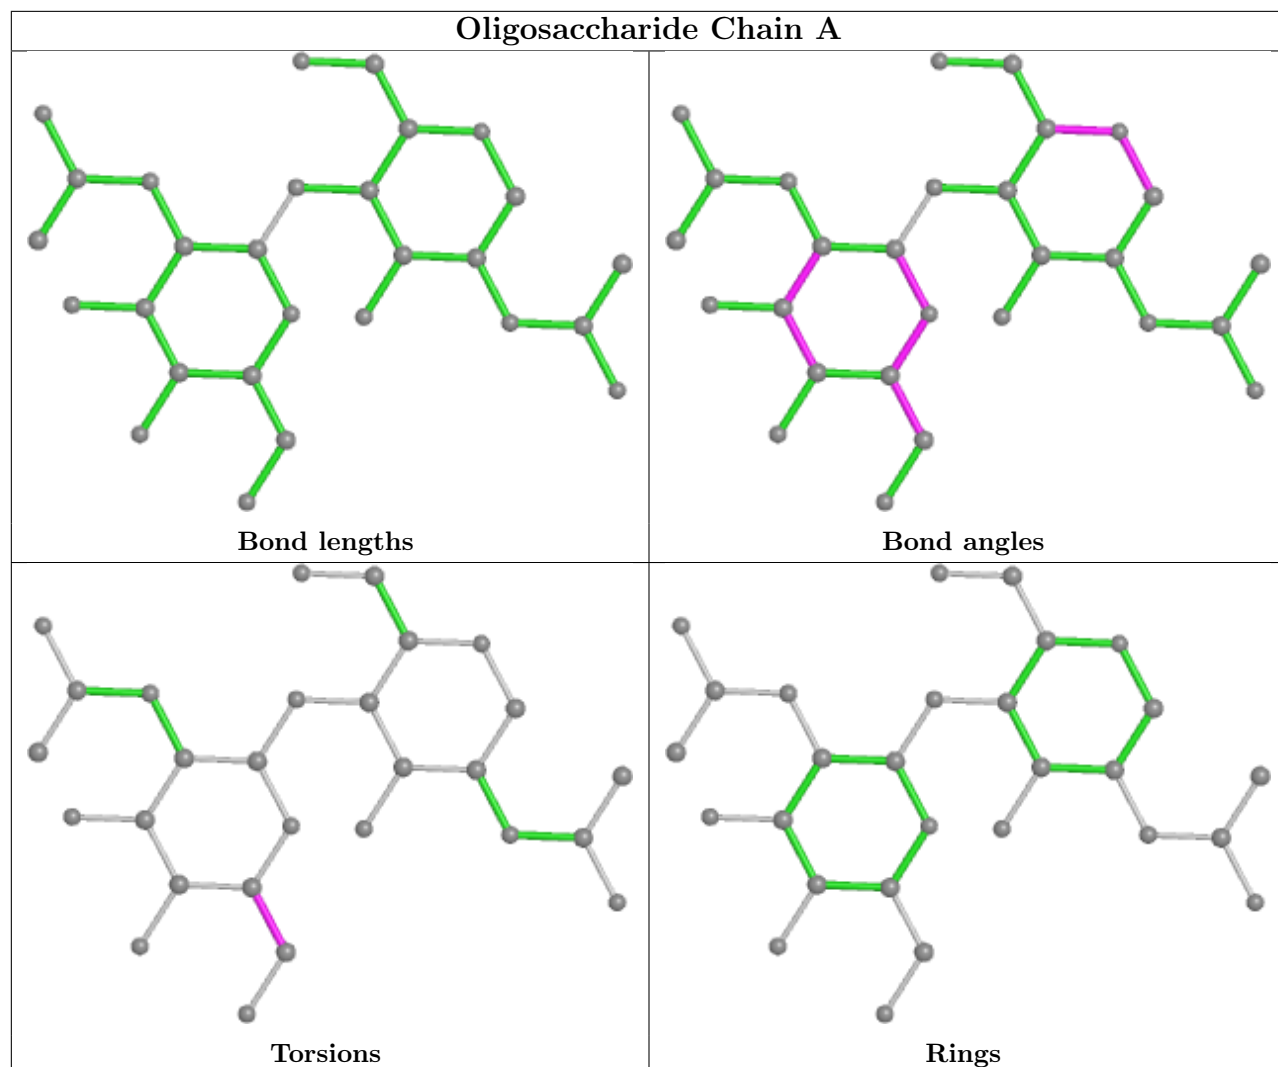 Oligosaccharide Chain A
Bond lengths
Bond angles
Torsions
Rings